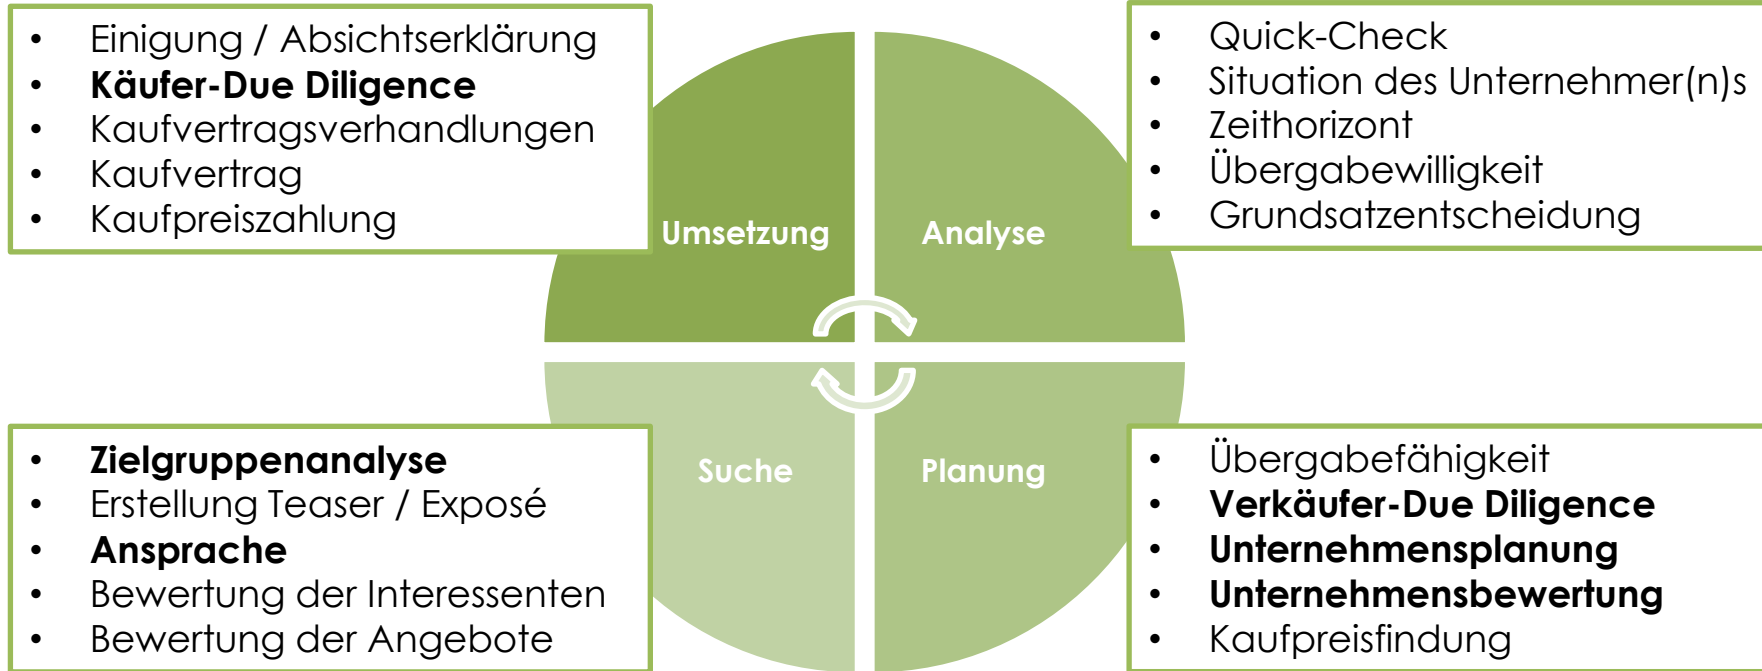 • Einigung / Absichtserklärung
• Käufer-Due Diligence
• Kaufvertragsverhandlungen
• Kaufvertrag
• Kaufpreiszahlung
• Quick-Check
• Situation des Unternehmer(n)s
• Zeithorizont
• Übergabewilligkeit
• Grundsatzentscheidung
Umsetzung
Analyse
Suche
Planung
• Zielgruppenanalyse
• Erstellung Teaser / Exposé
• Ansprache
• Bewertung der Interessenten
• Bewertung der Angebote
• Übergabefähigkeit
• Verkäufer-Due Diligence
• Unternehmensplanung
• Unternehmensbewertung
• Kaufpreisfindung